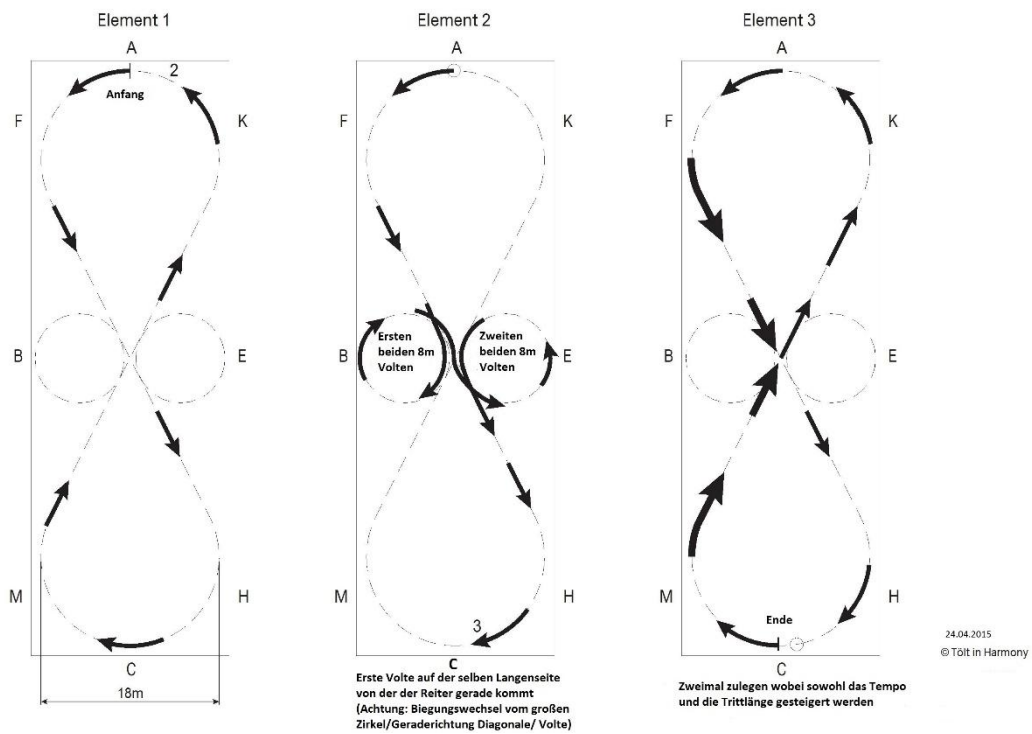 Element 1
A
2
Anfang
F
K
B
E
M
H
C
18m
Element 2
A
F
K
Ersten
beiden 8m
Volten
Zweiten
beiden 8m
Volten
B
E
M
H
3
C
Erste Volte auf der selben Langenseite
von der der Reiter gerade kommt
(Achtung: Biegungswechsel vom großen
Zirkel/Geraderichtung Diagonale/ Volte)
Element 3
A
F
K
B
E
M
H
Ende
C
Zweimal zulegen wobei sowohl das Tempo
und die Trittlänge gesteigert werden
24.04.2015
© Tölt in Harmony